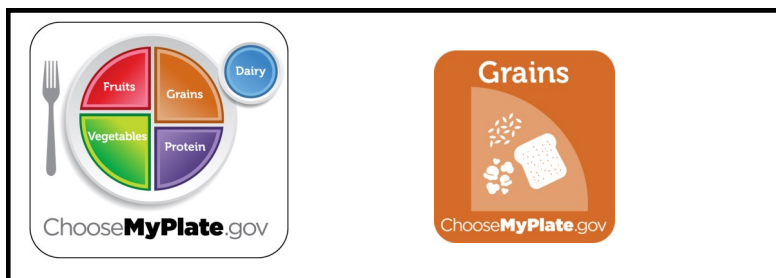 Fruits
Grains
Dairy
Vegetables
Protein
ChooseMyPlate.gov
Grains
ChooseMyPlate.gov